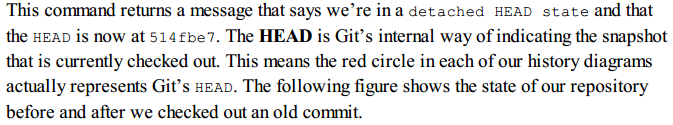 This command returns a message that says we’re in a detached HEAD state and that
the HEAD is now at 514fbe7. The HEAD is Git’s internal way of indicating the snapshot
that is currently checked out. This means the red circle in each of our history diagrams
actually represents Git’s HEAD. The following figure shows the state of our repository
before and after we checked out an old commit.